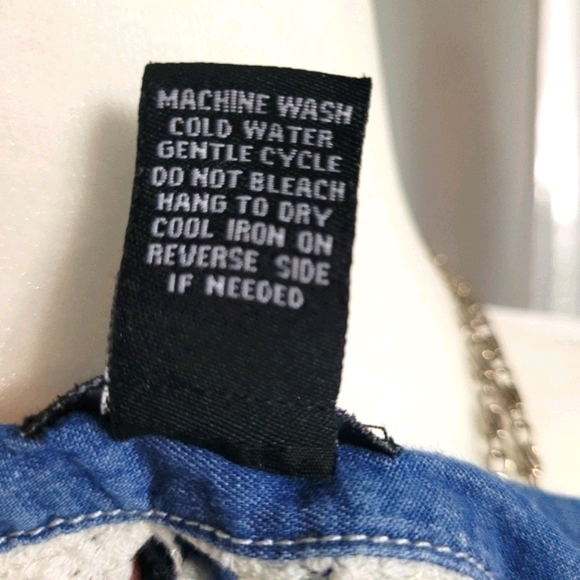 MACHINE WASH
COLD WATER
GENTLE CYCLE
DO NOT BLEACH
HANG TO DRY
COOL IRON ON
REVERSE SIDE
IF NEEDED